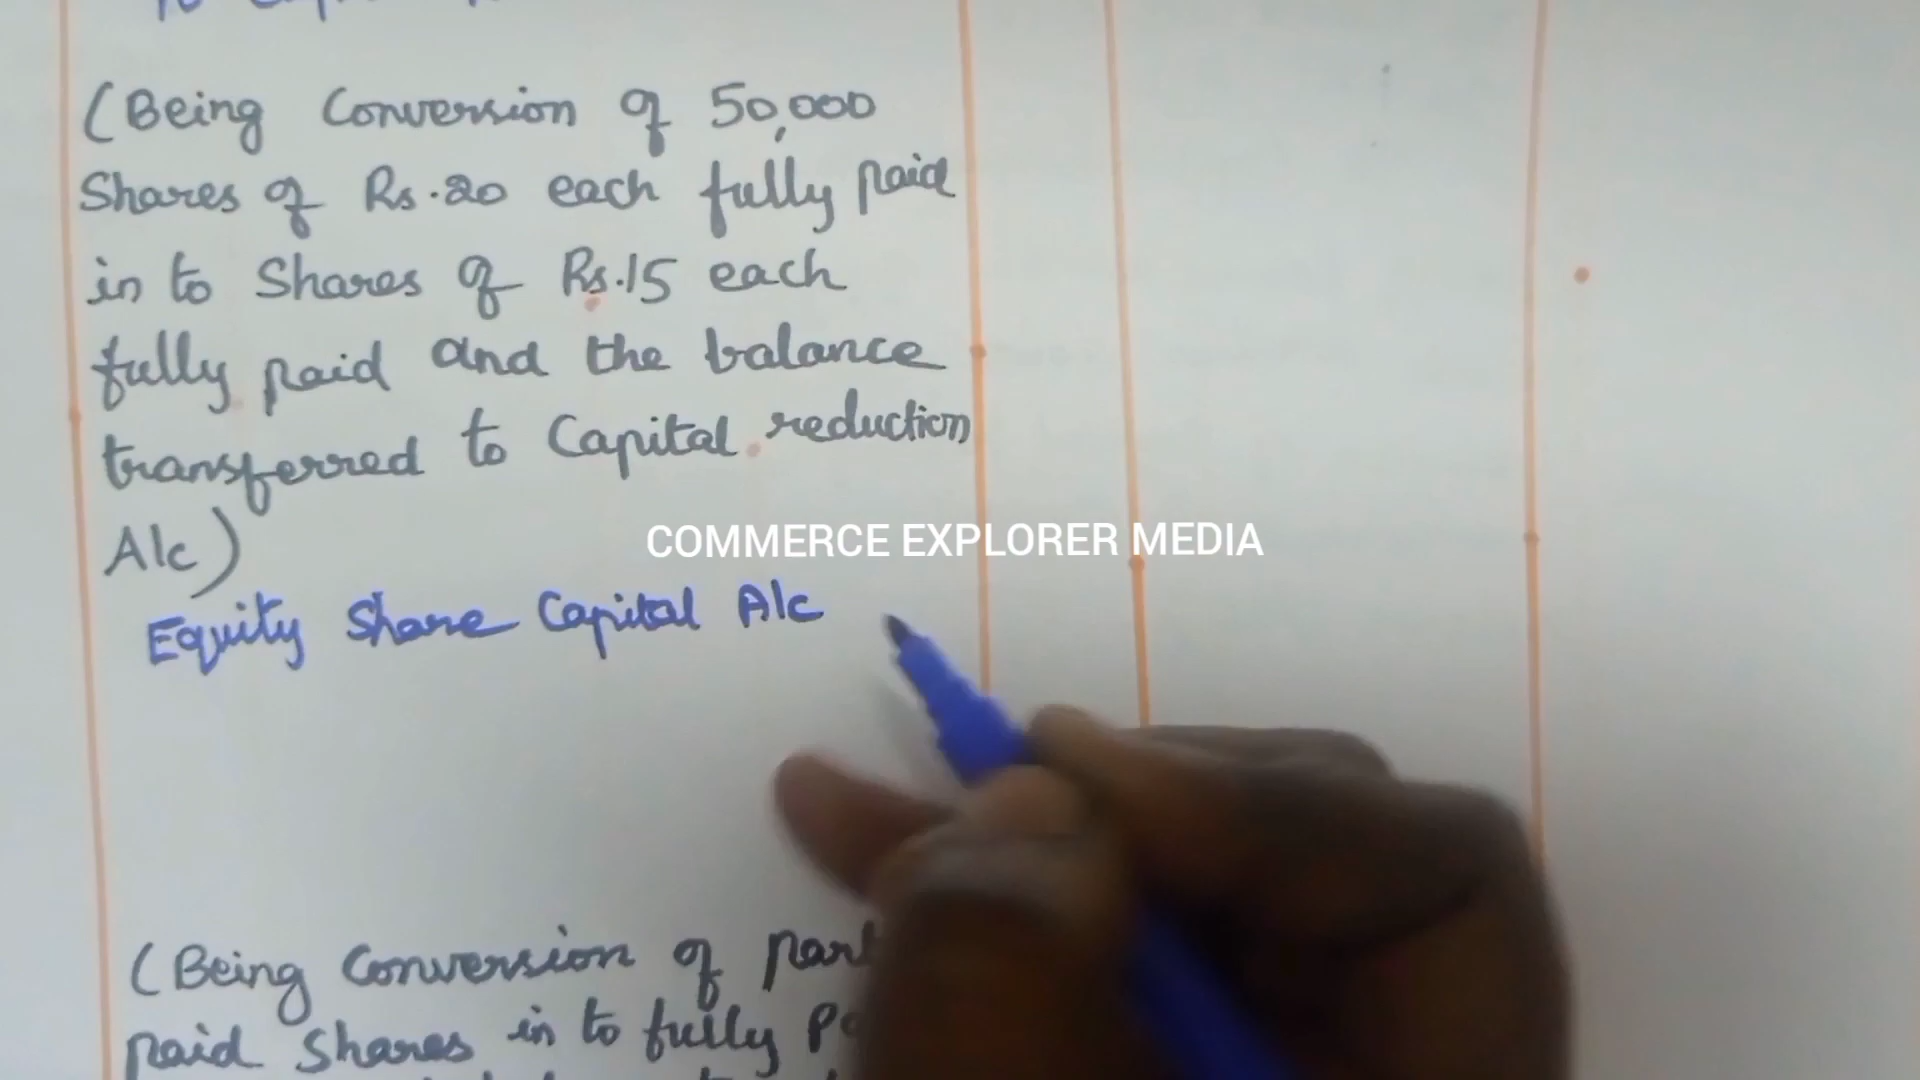 (Being Conversion of 50,000
Shares of Rs.20 each fully paid
in to Shares of Rs.15 each
fully paid and the balance
transferred to Capital reduction
A/c)
COMMERCE EXPLORER MEDIA
Equity Share Capital A/c
(Being Conversion of
paid Shares in to fully